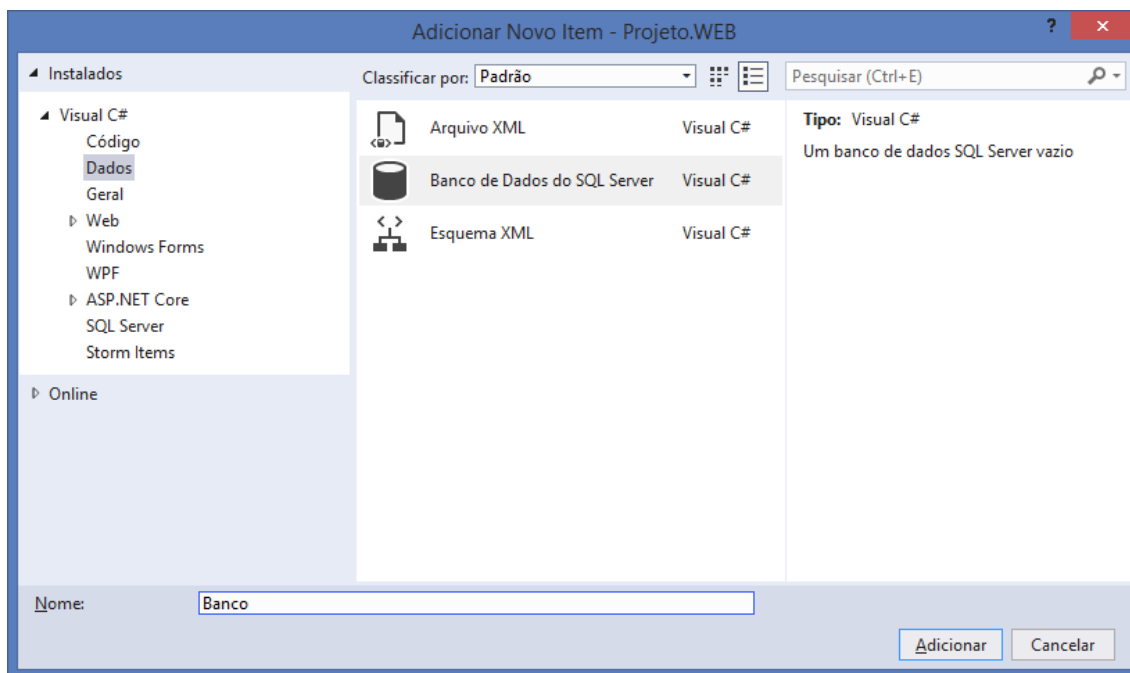 Adicionar Novo Item - Projeto.WEB
?
×
Instalados
Classificar por: Padrão
Pesquisar (Ctrl+E)
Visual C#
Código
Dados
Geral
Web
Windows Forms
WPF
ASP.NET Core
SQL Server
Storm Items
Online
Arquivo XML Visual C#
Banco de Dados do SQL Server Visual C#
Esquema XML Visual C#
Tipo: Visual C#
Um banco de dados SQL Server vazio
Nome: Banco
Adicionar
Cancelar